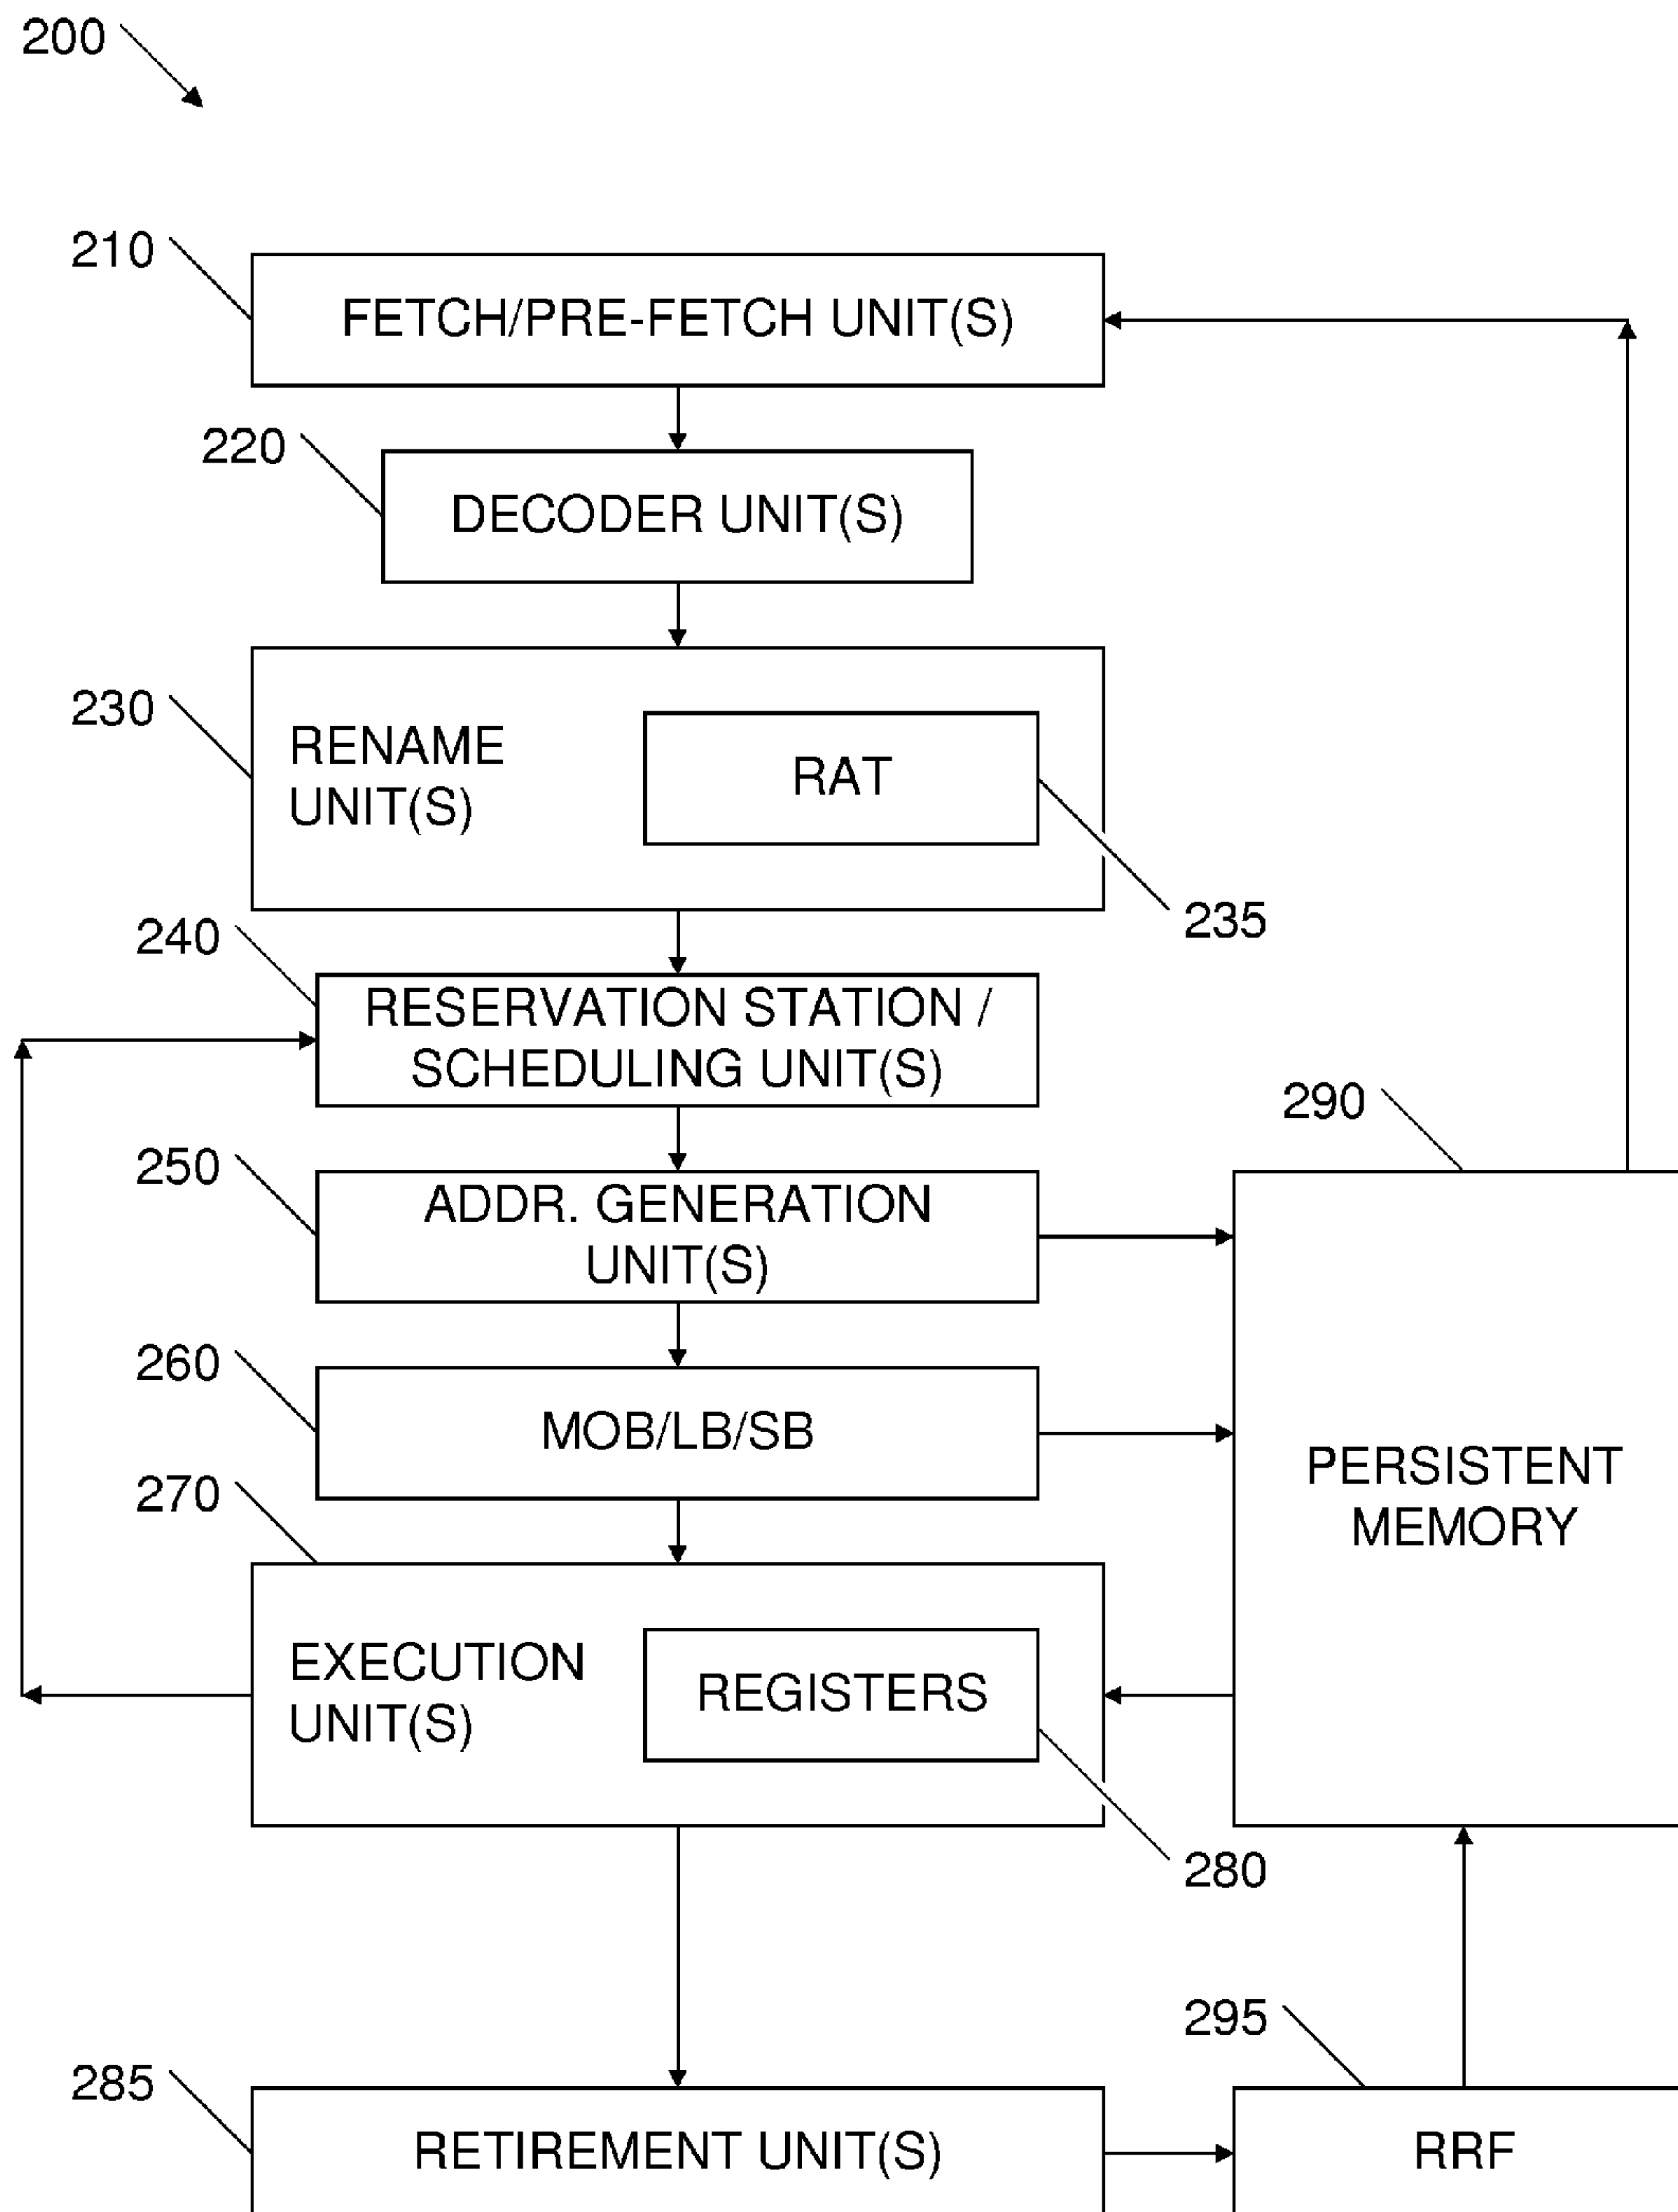 200
210
FETCH/PRE-FETCH UNIT(S)
220
DECODER UNIT(S)
230
RENAME
UNIT(S)
RAT
235
240
RESERVATION STATION /
SCHEDULING UNIT(S)
250
ADDR. GENERATION
UNIT(S)
290
260
MOB/LB/SB
PERSISTENT
MEMORY
270
EXECUTION
UNIT(S)
REGISTERS
280
295
285
RETIREMENT UNIT(S)
RRF